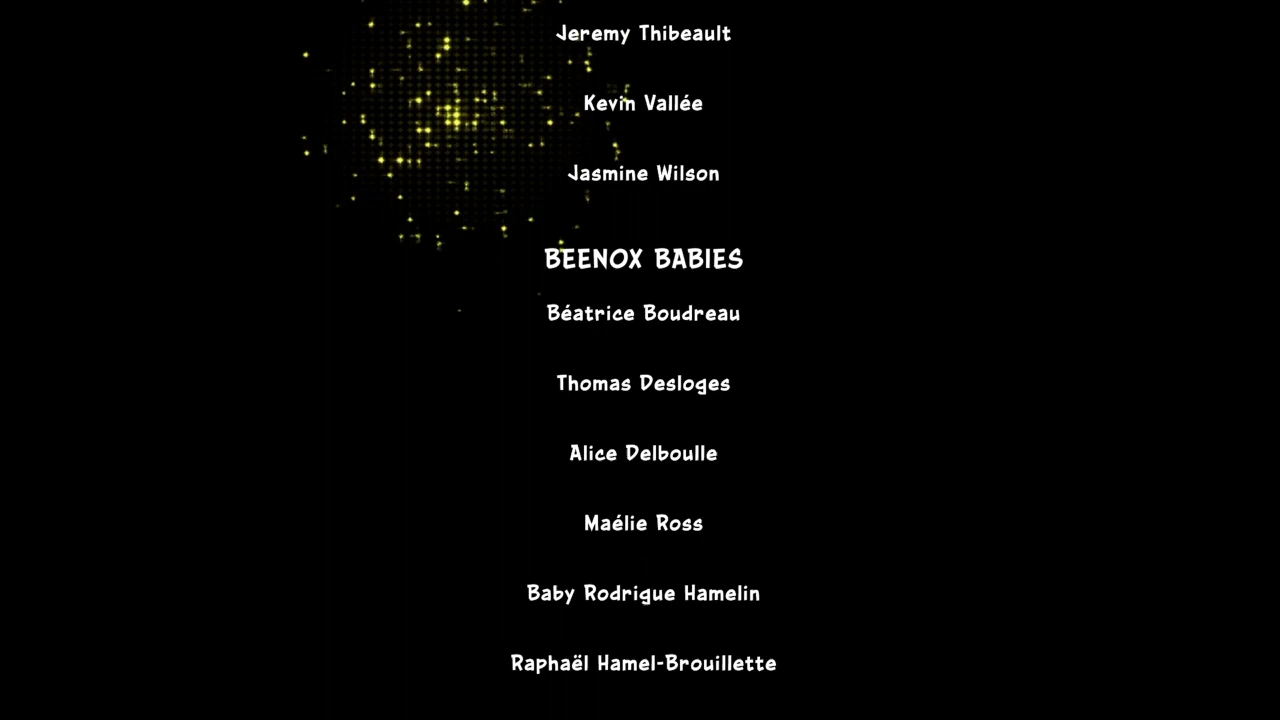 Jeremy Thibeault
Kevin Vallée
Jasmine Wilson
BEENOX BABIES
Béatrice Boudreau
Thomas Desloges
Alice Delboulle
Maélie Ross
Baby Rodrigue Hamelin
Raphaël Hamel-Brouillette